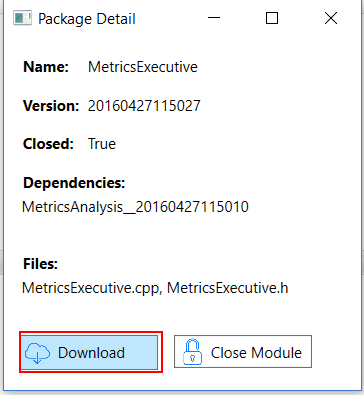 Package Detail
Name: MetricsExecutive
Version: 20160427115027
Closed: True
Dependencies:
MetricsAnalysis__20160427115010
Files:
MetricsExecutive.cpp, MetricsExecutive.h
Download Close Module